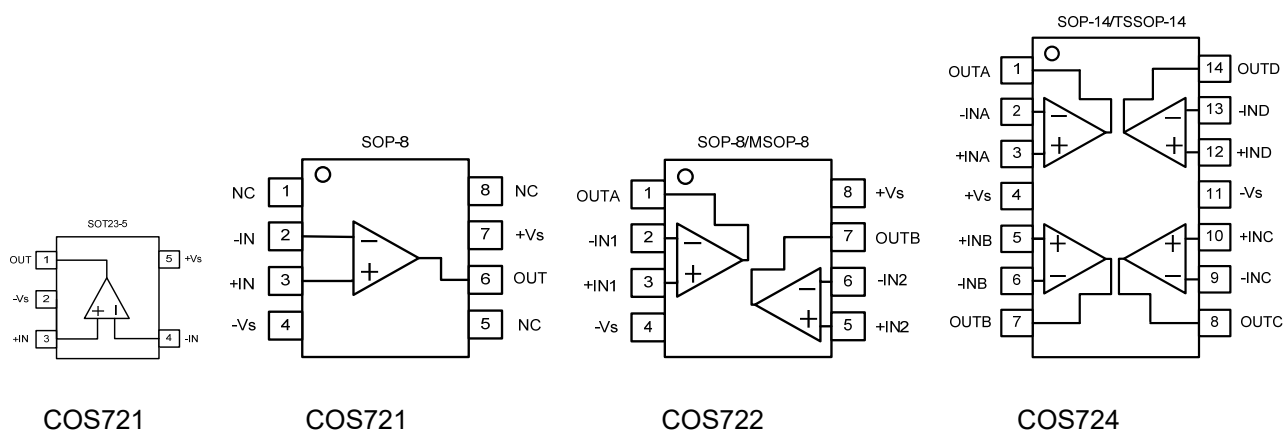 SOT23-5
OUT 1 5 +Vs
-Vs 2
+IN 3 4 -IN
+ −
COS721
SOP-8
NC 1 8 NC
-IN 2 − 7 +Vs
+IN 3 + 6 OUT
-Vs 4 5 NC
COS721
SOP-8/MSOP-8
OUTA 1 8 +Vs
-IN1 2 − 7 OUTB
+IN1 3 + − 6 -IN2
-Vs 4 + 5 +IN2
COS722
SOP-14/TSSOP-14
OUTA 1 14 OUTD
-INA 2 − − 13 -IND
+INA 3 + + 12 +IND
+Vs 4 11 -Vs
+INB 5 + + 10 +INC
-INB 6 − − 9 -INC
OUTB 7 8 OUTC
COS724